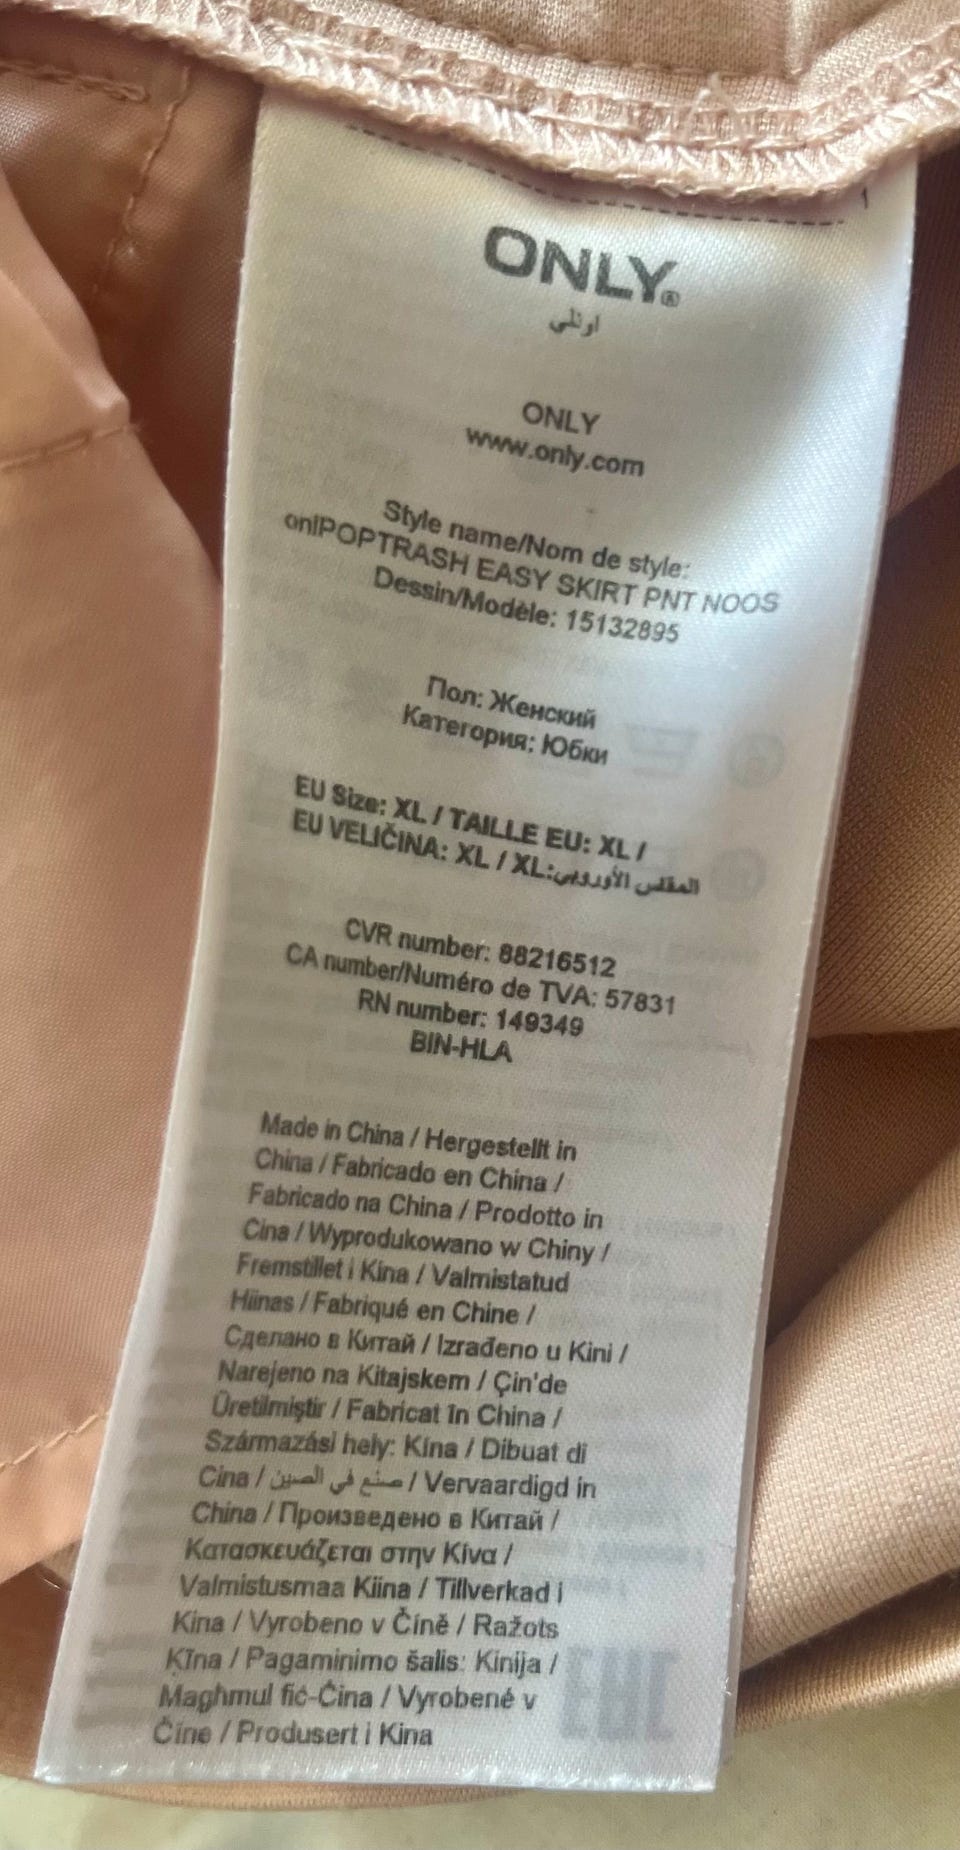 ONLY®
اونلي
ONLY
www.only.com
Style name/Nom de style:
onlPOPTRASH EASY SKIRT PNT NOOS
Dessin/Modèle: 15132895
Пол: Женский
Категория: Юбки
EU Size: XL / TAILLE EU: XL /
EU VELIČINA: XL / XL:المقاس الأوروبي
CVR number: 88216512
CA number/Numéro de TVA: 57831
RN number: 149349
BIN-HLA
Made in China / Hergestellt in
China / Fabricado en China /
Fabricado na China / Prodotto in
Cina / Wyprodukowano w Chiny /
Fremstillet i Kina / Valmistatud
Hiinas / Fabriqué en Chine /
Сделано в Китай / Izrađeno u Kini /
Narejeno na Kitajskem / Çin'de
Üretilmiştir / Fabricat în China /
Származási hely: Kína / Dibuat di
Cina / صنع في الصين / Vervaardigd in
China / Произведено в Китай /
Κατασκευάζεται στην Κίνα /
Valmistusmaa Kiina / Tillverkad i
Kina / Vyrobeno v Číně / Ražots
Ķīna / Pagaminimo šalis: Kinija /
Magħmul fiċ-Ċina / Vyrobené v
Číne / Produsert i Kina